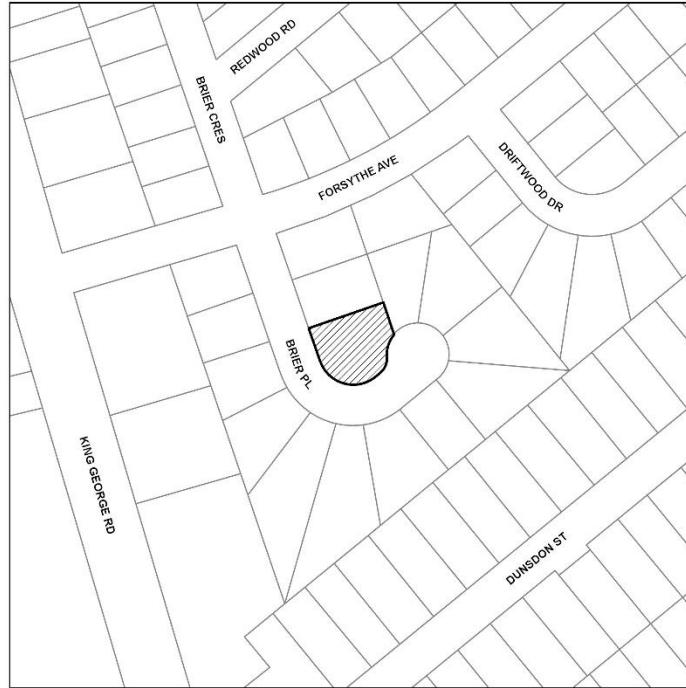 REDWOOD RD
BRIER CRES
FORSYTHE AVE
DRIFTWOOD DR
BRIER PL
KING GEORGE RD
DUNSDON ST